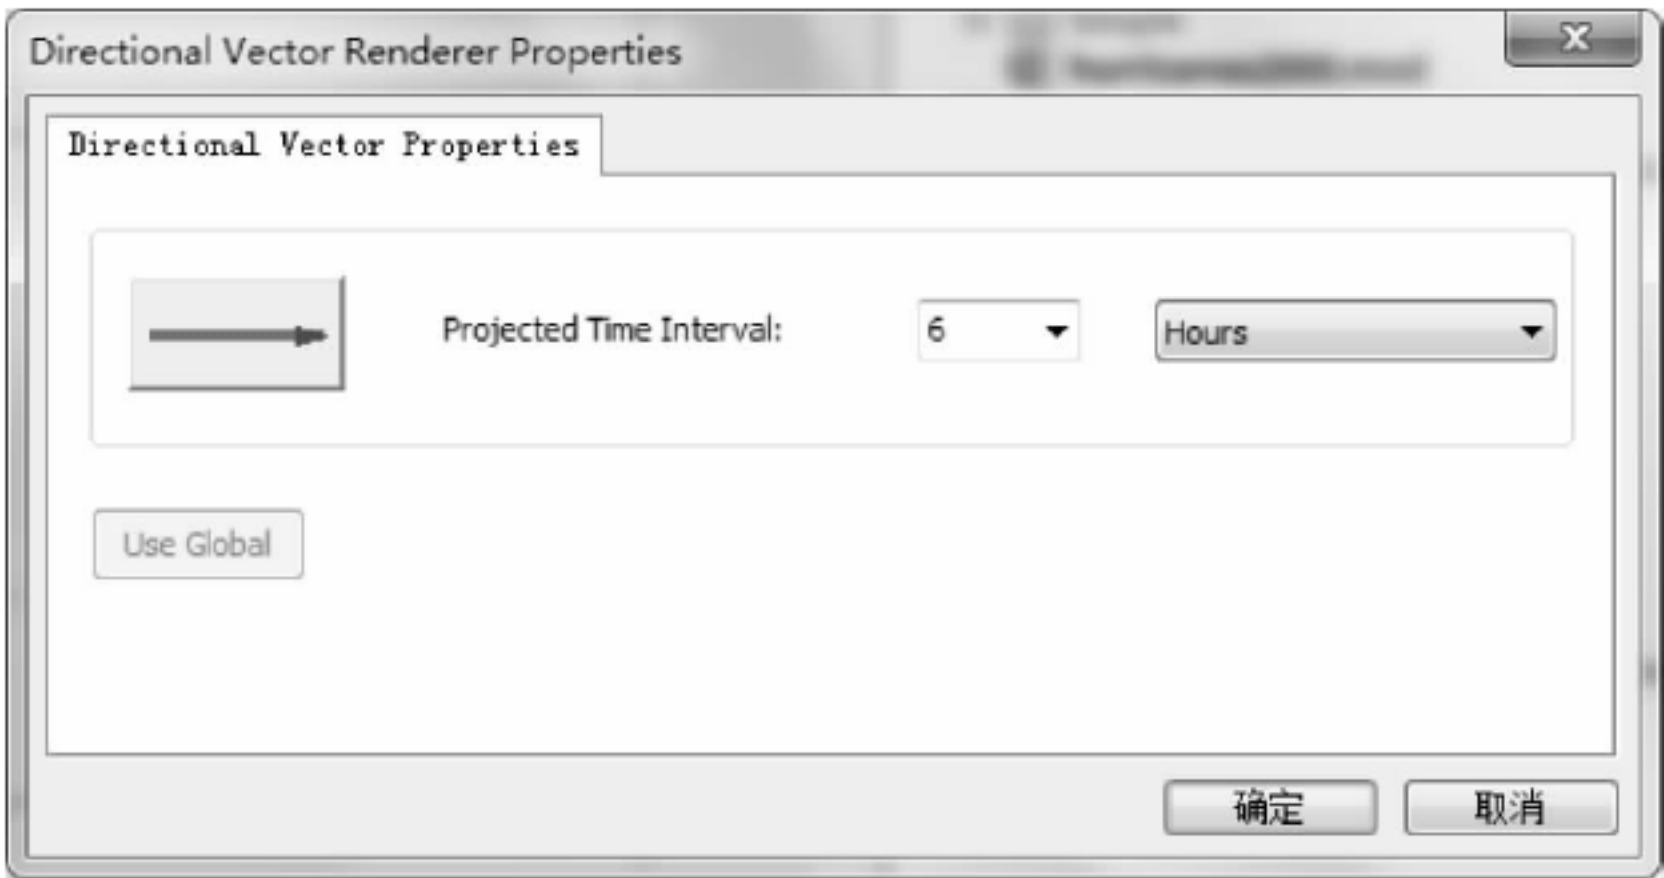 Directional Vector Renderer Properties
Directional Vector Properties
Projected Time Interval: 6 Hours
Use Global
确定 取消